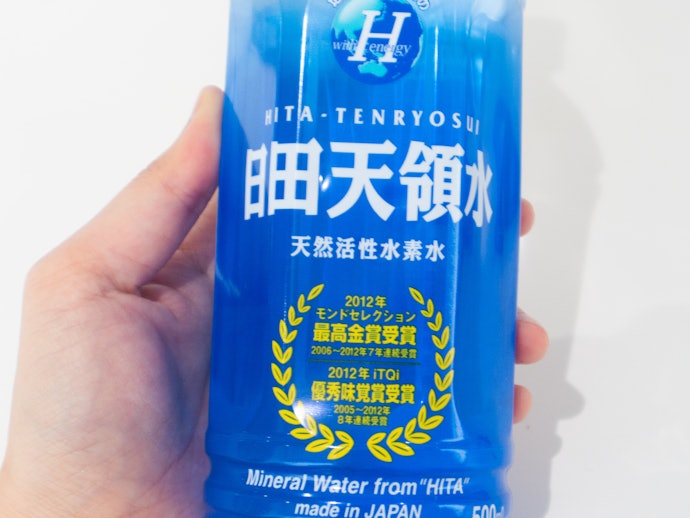 H
with energy
HITA-TENRYOSUI
日田天領水
天然活性水素水
2012年
モンドセレクション
最高金賞受賞
2006〜2012年7年連続受賞
2012年 iTQi
優秀味覚賞受賞
2005〜2012年
8年連続受賞
Mineral Water from "HITA"
made in JAPAN